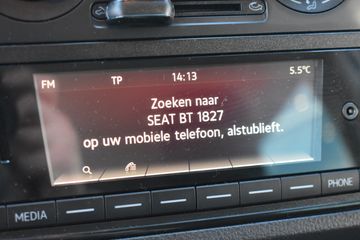 FM TP 14:13 5.5°C
Zoeken naar
SEAT BT 1827
op uw mobiele telefoon, alstublieft.
MEDIA PHONE